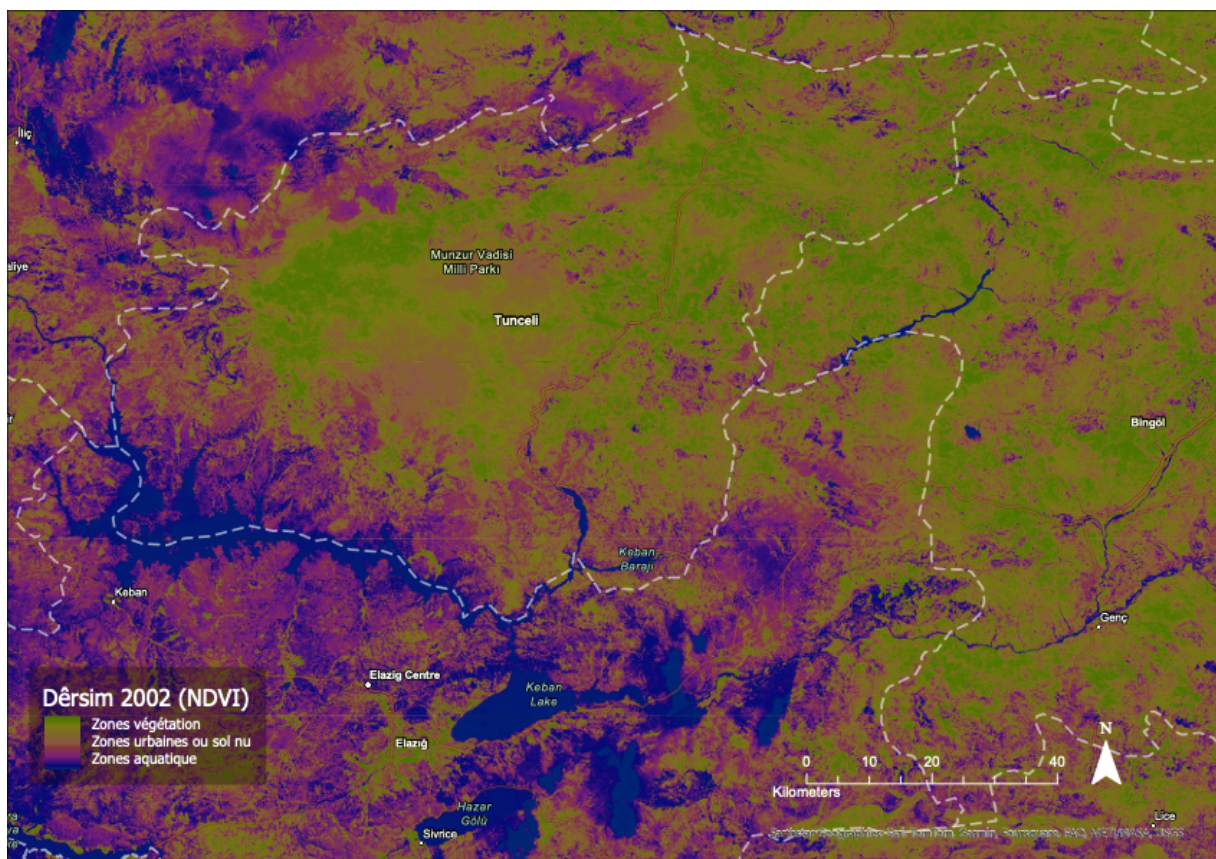 İliç
aliye
Munzur Vadisi
Milli Parkı
Tunceli
ir
Bingöl
Keban
Barajı
Keban
Genç
Elazig Centre
Keban
Lake
Elazığ
Hazar
Gölü
Sivrice
Lice
Dêrsim 2002 (NDVI)
Zones végétation
Zones urbaines ou sol nu
Zones aquatique
N
0 10 20 40
Kilometers